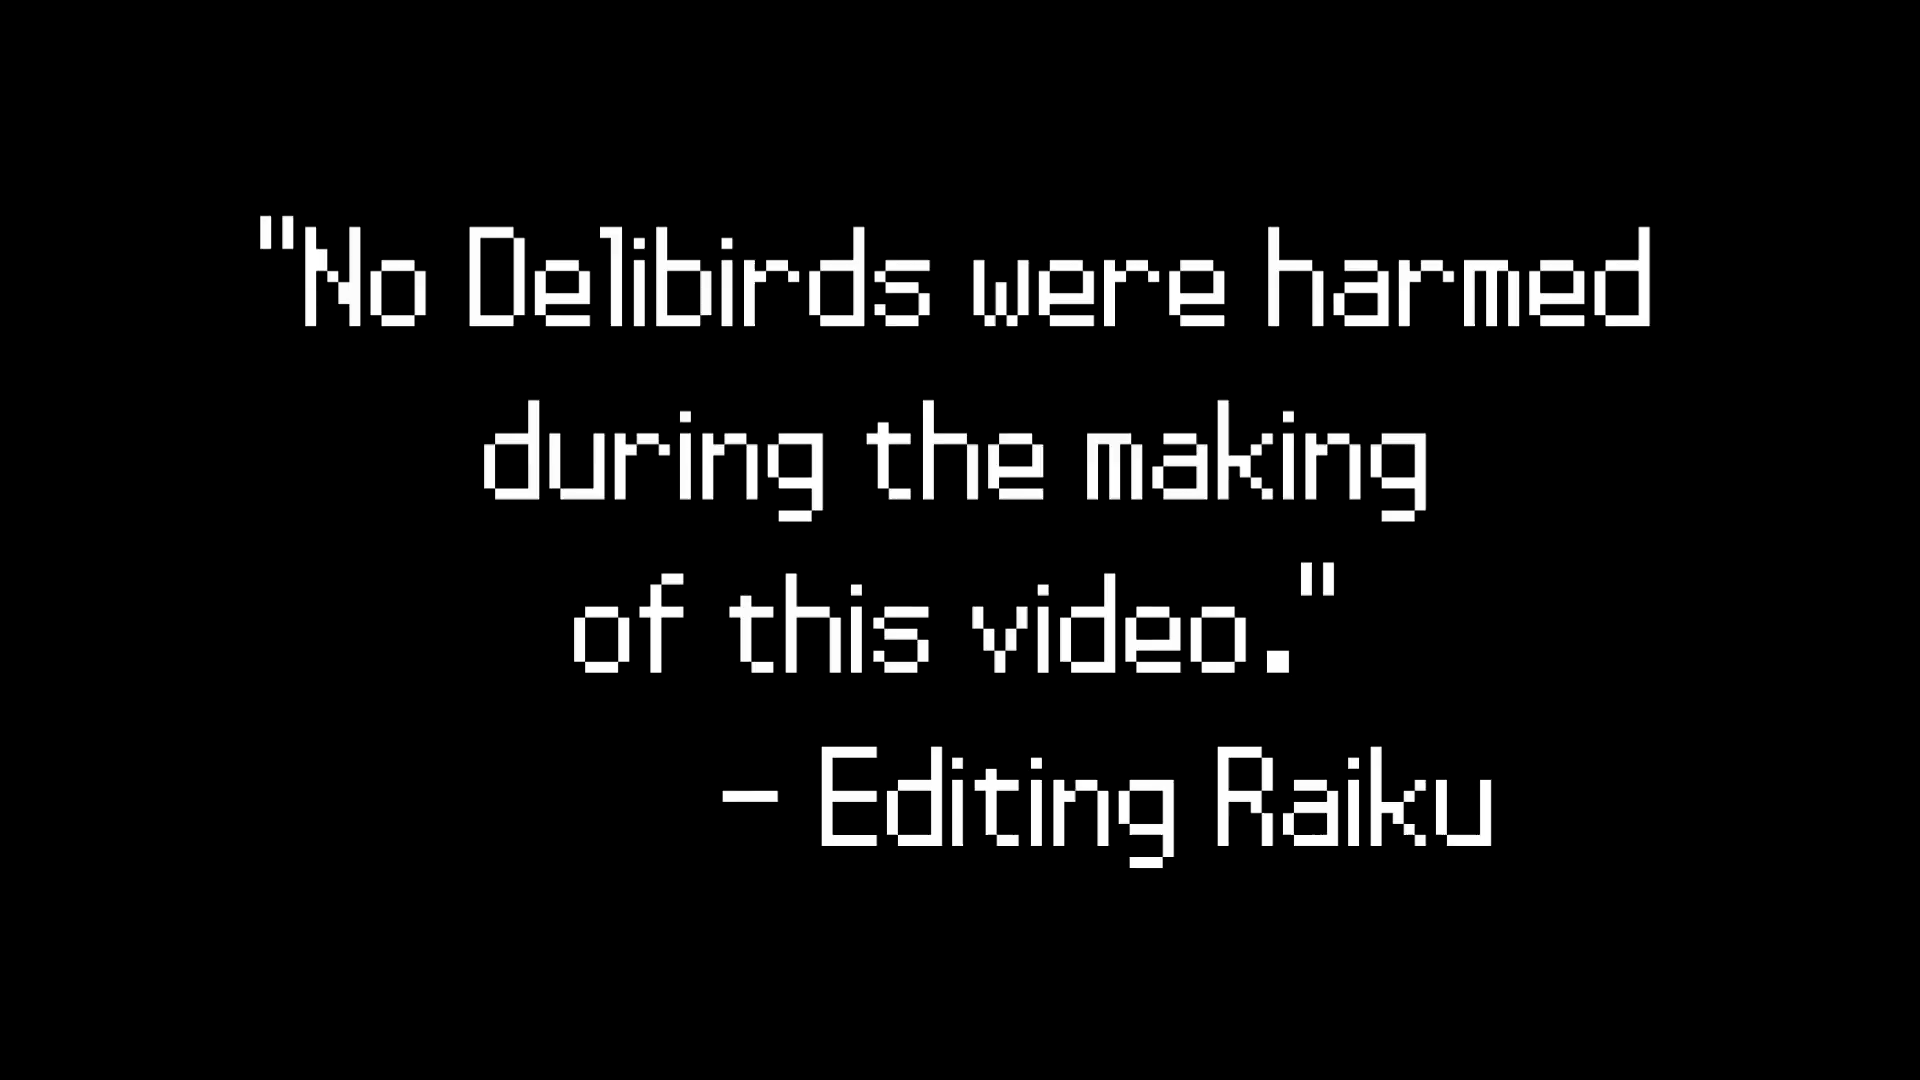 "No Delibirds were harmed
during the making
of this video."
- Editing Raiku